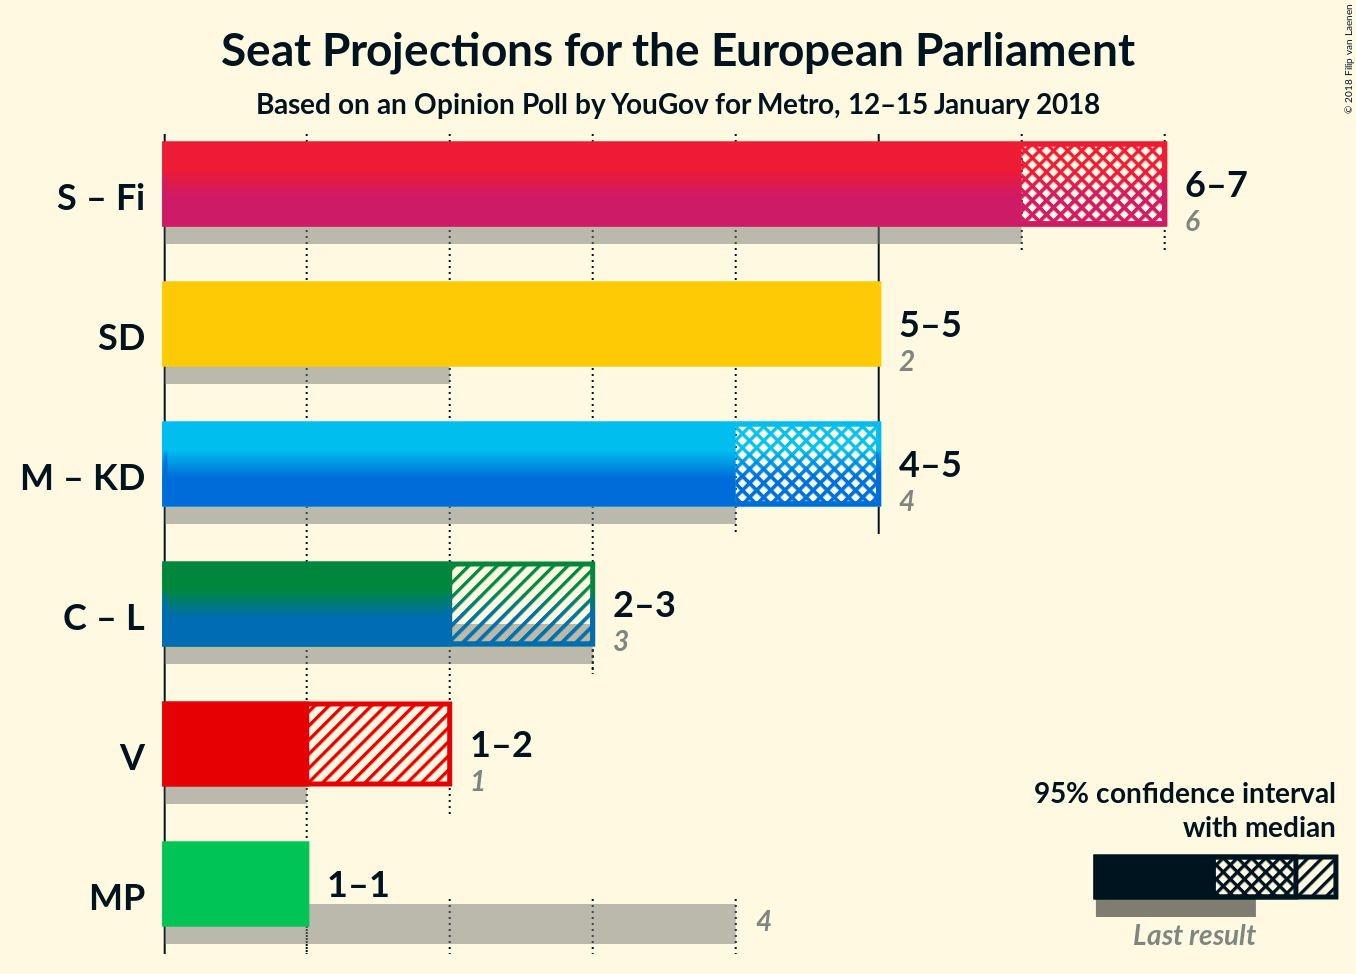 Seat Projections for the European Parliament
Based on an Opinion Poll by YouGov for Metro, 12–15 January 2018
© 2018 Filip van Laenen
S – Fi
6–7
6
SD
5–5
2
M – KD
4–5
4
C – L
2–3
3
V
1–2
1
MP
1–1
4
95% confidence interval
with median
Last result